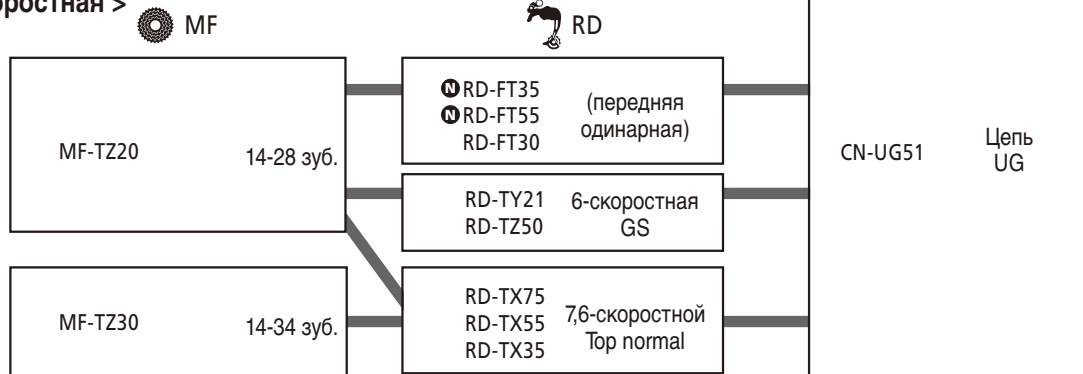 оростная >
MF
RD
MF-TZ20
14-28 зуб.
N RD-FT35
N RD-FT55
RD-FT30
(передняя
одинарная)
RD-TY21
RD-TZ50
6-скоростная
GS
CN-UG51
Цепь
UG
MF-TZ30
14-34 зуб.
RD-TX75
RD-TX55
RD-TX35
7,6-скоростной
Top normal